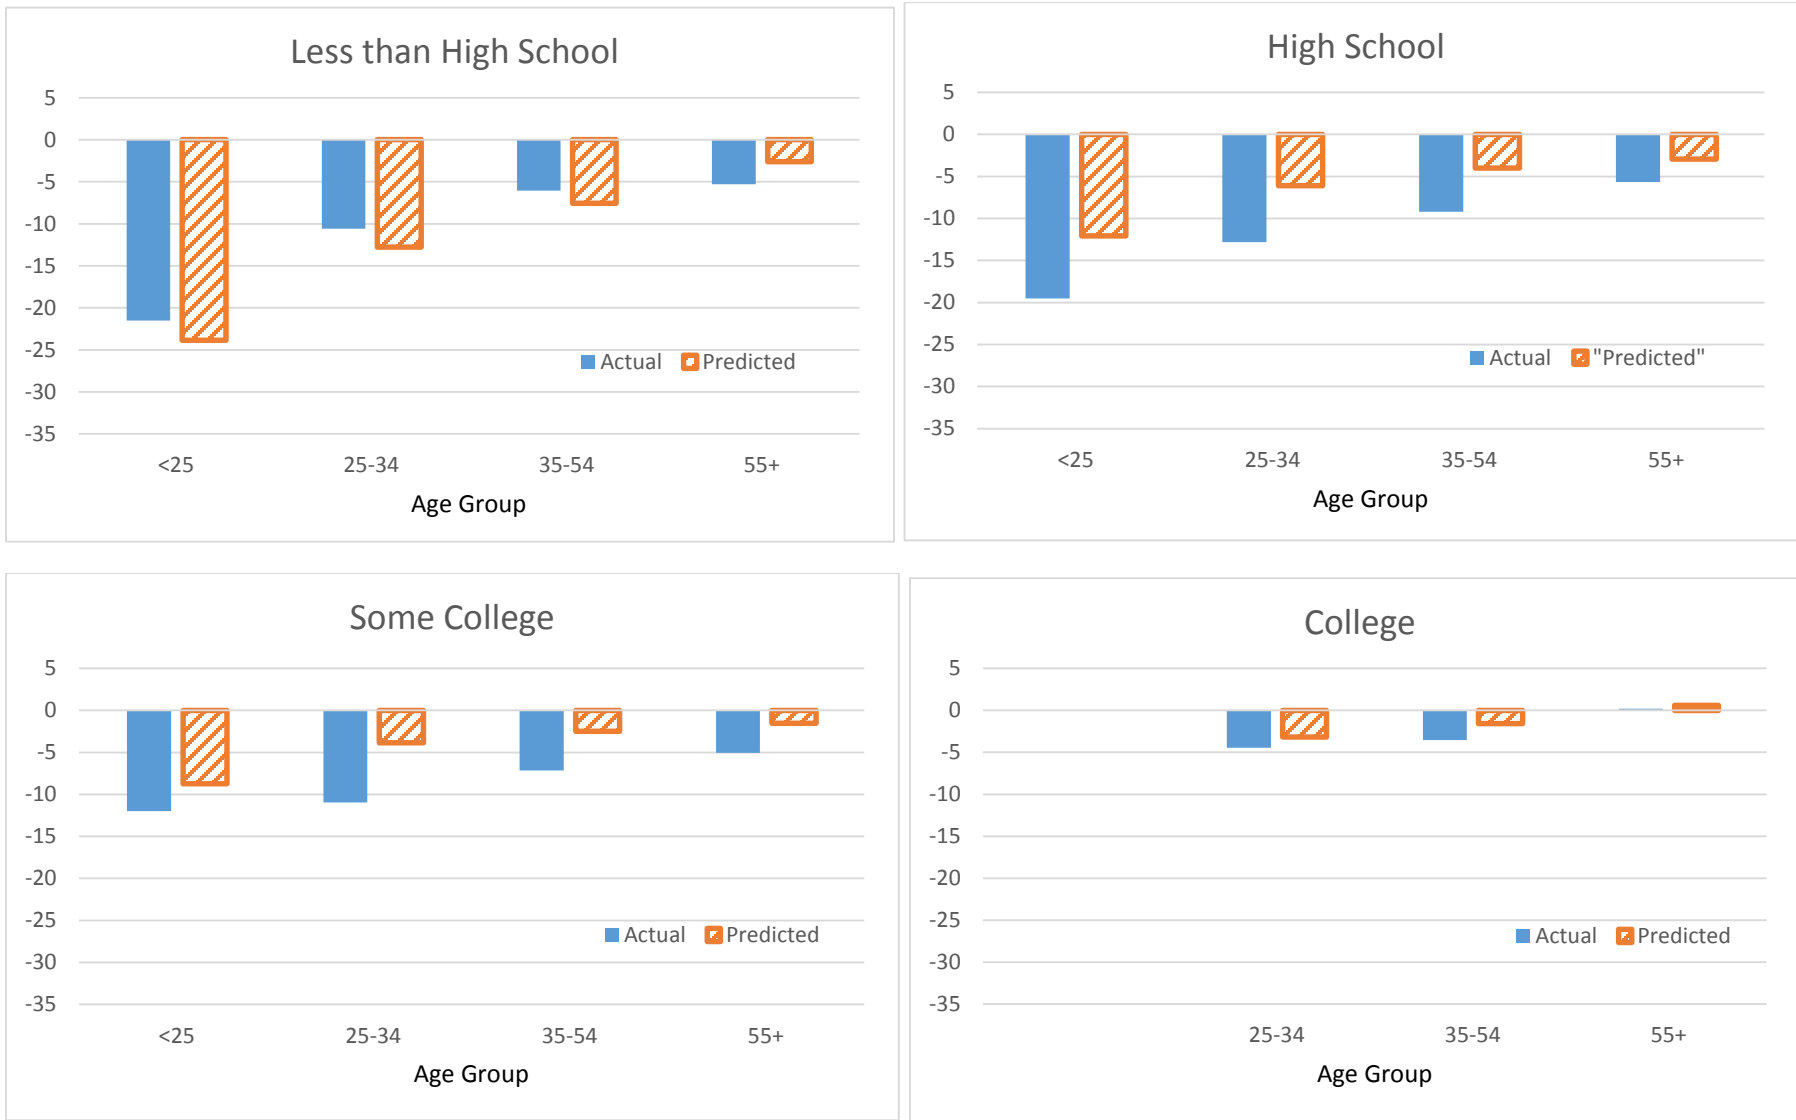 Less than High School
5
0
-5
-10
-15
-20
-25
-30
-35
Actual Predicted
<25 25-34 35-54 55+
Age Group
High School
5
0
-5
-10
-15
-20
-25
-30
-35
Actual "Predicted"
<25 25-34 35-54 55+
Age Group
Some College
5
0
-5
-10
-15
-20
-25
-30
-35
Actual Predicted
<25 25-34 35-54 55+
Age Group
College
5
0
-5
-10
-15
-20
-25
-30
-35
Actual Predicted
25-34 35-54 55+
Age Group